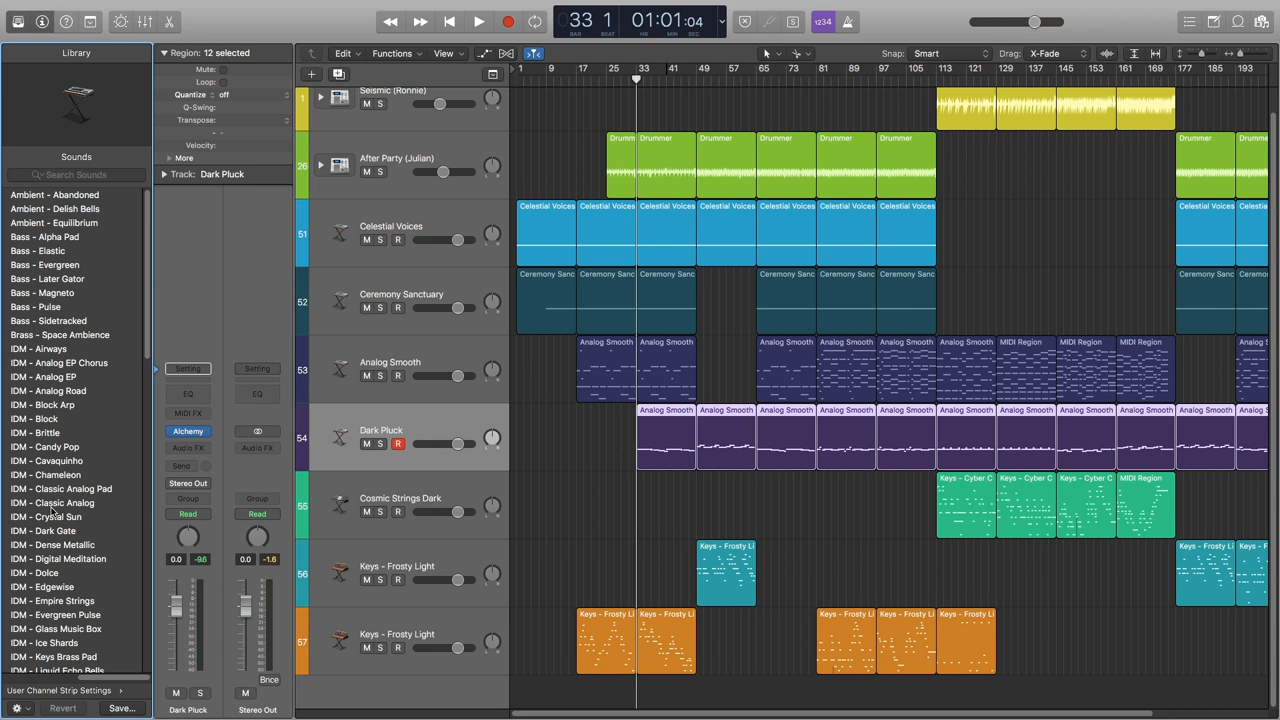 33 1
BAR BEAT
01:01:04
HR MIN SEC
1234
Library
Sounds
Search Sounds
Ambient - Abandoned
Ambient - Delish Bells
Ambient - Equilibrium
Bass - Alpha Pad
Bass - Elastic
Bass - Evergreen
Bass - Later Gator
Bass - Magneto
Bass - Pulse
Bass - Sidetracked
Brass - Space Ambience
IDM - Airways
IDM - Analog EP Chorus
IDM - Analog EP
IDM - Analog Road
IDM - Block Arp
IDM - Block
IDM - Brittle
IDM - Candy Pop
IDM - Cavaquinho
IDM - Chameleon
IDM - Classic Analog Pad
IDM - Classic Analog
IDM - Crystal Sun
IDM - Dark Gate
IDM - Dense Metallic
IDM - Digital Meditation
IDM - Dolce
IDM - Edgewise
IDM - Empire Strings
IDM - Evergreen Pulse
IDM - Glass Music Box
IDM - Ice Shards
IDM - Keys Brass Pad
IDM - Liquid Echo Bells
User Channel Strip Settings
Revert Save...
Region: 12 selected
Mute:
Loop:
Quantize off
Q-Swing:
Transpose:
- -
Velocity:
More
Track: Dark Pluck
Setting Setting
EQ EQ
MIDI FX
Alchemy
Audio FX Audio FX
Send
Stereo Out
Group Group
Read Read
0.0 -9.6 0.0 -1.6
Bnce
M S M
Dark Pluck Stereo Out
Edit Functions View Snap: Smart Drag: X-Fade
1 9 17 25 33 41 49 57 65 73 81 89 97 105 113 121 129 137 145 153 161 169 177 185 193
1 Seismic (Ronnie)
M S
26 After Party (Julian)
M S
Drumm Drummer Drummer Drummer Drummer Drummer Drummer Drumm
51 Celestial Voices
M S R
Celestial Voices Celestial Voices Celestial Voices Celestial Voices Celestial Voices Celestial Voices Celestial Voices Celestial Voices Celesti
52 Ceremony Sanctuary
M S R
Ceremony Sanc Ceremony Sanc Ceremony Sanc Ceremony Sanc Ceremony Sanc Ceremony Sanc Ceremony Sanc Ceremo
53 Analog Smooth
M S R
Analog Smooth Analog Smooth Analog Smooth Analog Smooth Analog Smooth Analog Smooth MIDI Region MIDI Region MIDI Region Analog S
54 Dark Pluck
M S R
Analog Smooth Analog Smooth Analog Smooth Analog Smooth Analog Smooth Analog Smooth Analog Smooth Analog Smooth Analog Smooth Analog Smooth Analog S
55 Cosmic Strings Dark
M S R
Keys - Cyber C Keys - Cyber C Keys - Cyber C MIDI Region
56 Keys - Frosty Light
M S R
Keys - Frosty Li Keys - Frosty Li Keys - F
57 Keys - Frosty Light
M S R
Keys - Frosty Li Keys - Frosty Li Keys - Frosty Li Keys - Frosty Li Keys - Frosty Li